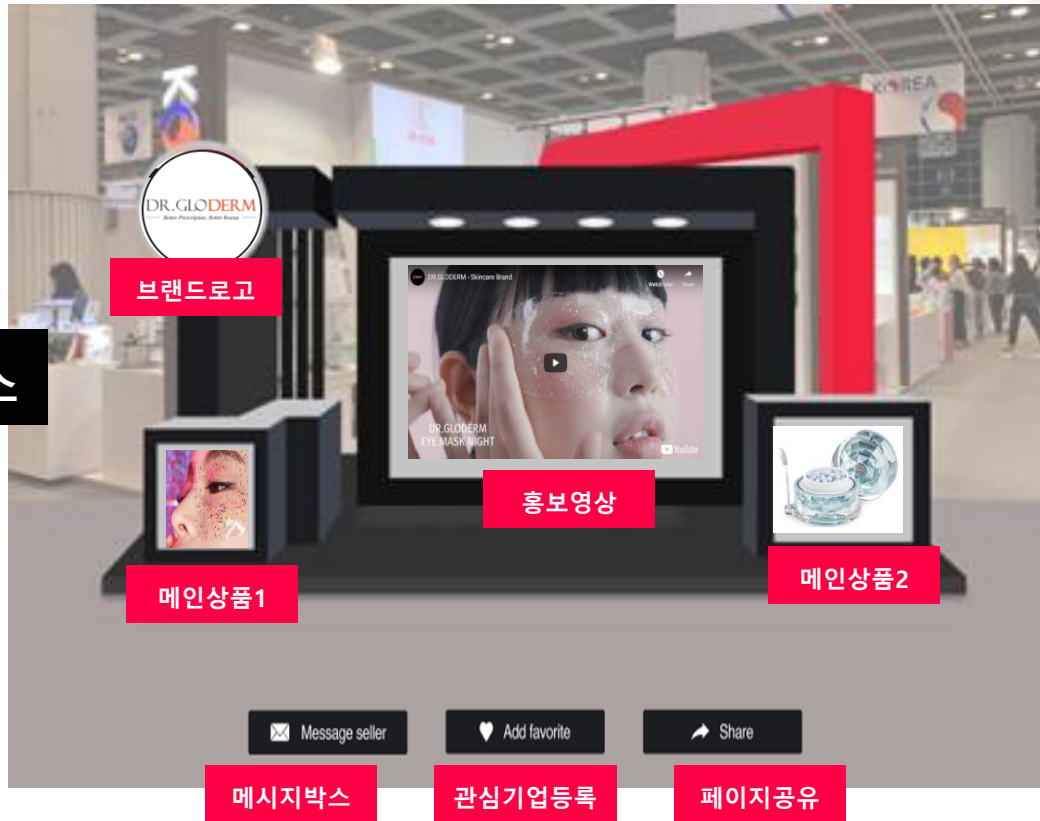 KOREA
DR.GLODERM
Better Prescription, Better Beauty
브랜드로고
스
DR.GLODERM - Skincare Brand
Share
DR.GLODERM
EYE MASK NIGHT
YouTube
홍보영상
메인상품1
메인상품2
Message seller
Add favorite
Share
메시지박스
관심기업등록
페이지공유